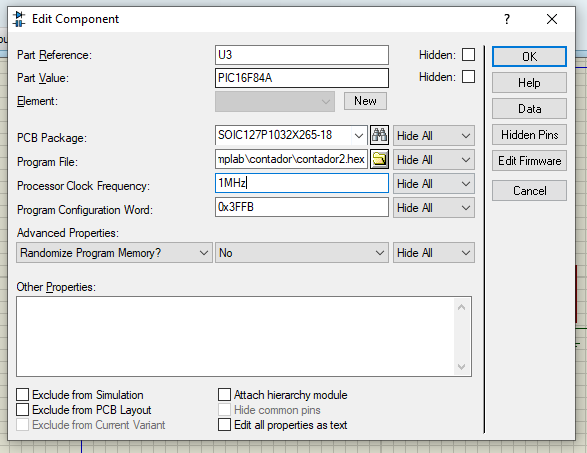 Edit Component
? ×
Part Reference: U3 Hidden: OK
Part Value: PIC16F84A Hidden: Help
Element: New Data
PCB Package: SOIC127P1032X265-18 Hide All Hidden Pins
Program File: mplab\contador\contador2.hex Hide All Edit Firmware
Processor Clock Frequency: 1MHz Hide All Cancel
Program Configuration Word: 0x3FFB Hide All
Advanced Properties:
Randomize Program Memory? No Hide All
Other Properties:
Exclude from Simulation Attach hierarchy module
Exclude from PCB Layout Hide common pins
Exclude from Current Variant Edit all properties as text